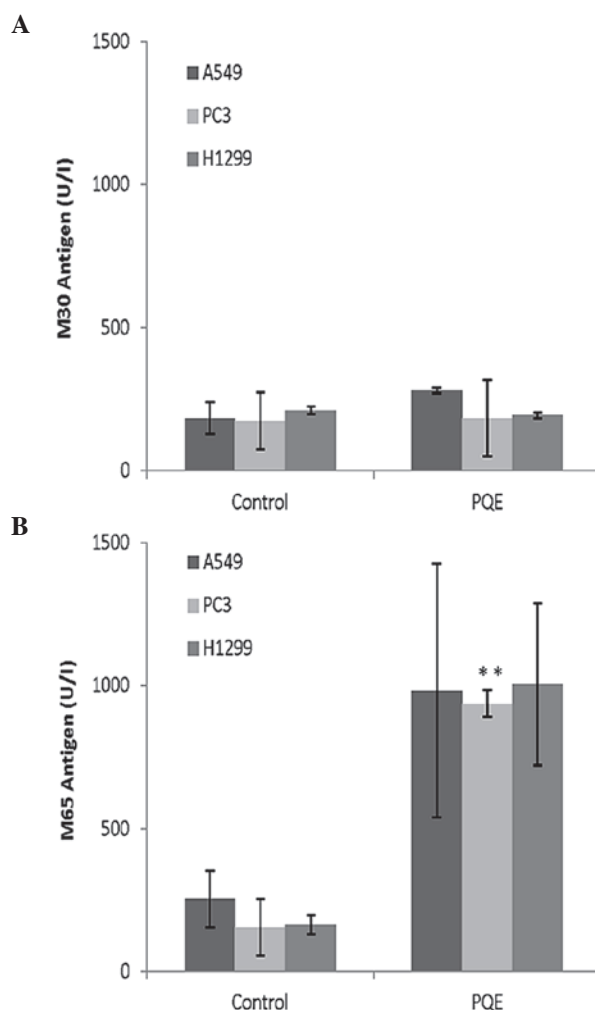 A
1500
1000
500
0
M30 Antigen (U/l)
A549
PC3
H1299
Control PQE
B
1500
1000
500
0
M65 Antigen (U/l)
A549
PC3
H1299
**
Control PQE